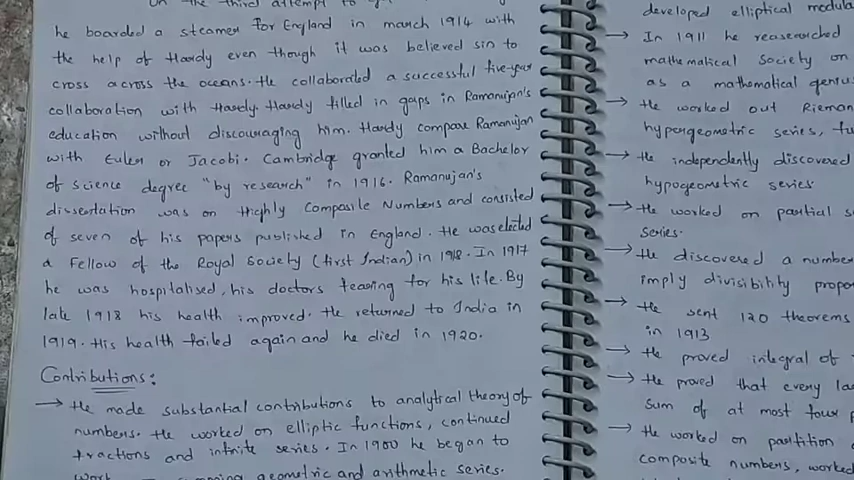 On the third attempt to
he boarded a steamer for England in march 1914 with
the help of Hardy even though it was believed sin to
cross across the oceans. He collaborated a successful five-year
collaboration with Hardy. Hardy filled in gaps in Ramanujan's
education without discouraging him. Hardy compare Ramanujan
with Euler or Jacobi. Cambridge granted him a Bachelor
of science degree "by research" in 1916. Ramanujan's
dissertation was on Highly Composite Numbers and consisted
of seven of his papers published in England. He was elected
a Fellow of the Royal Society (first Indian) in 1918. In 1917
he was hospitalised, his doctors fearing for his life. By
late 1918 his health improved. He returned to India in
1919. His health failed again and he died in 1920.
Contributions:
→ He made substantial contributions to analytical theory of
numbers. He worked on elliptic functions, continued
fractions and infinite series. In 1900 he began to
work geometric and arithmetic series.
developed elliptical modula
→ In 1911 he reasearched
mathematical society on
as a mathematical genius
→ He worked out Rieman
hypergeometric series, fu
→ He independently discovered
hypogeometric series
→ He worked on partial s
series.
→ He discovered a number
imply divisibility proper
→ He sent 120 theorems
in 1913
→ He proved integral of
→ He proved that every la
sum of at most four p
→ He worked on partition
composite numbers, worked